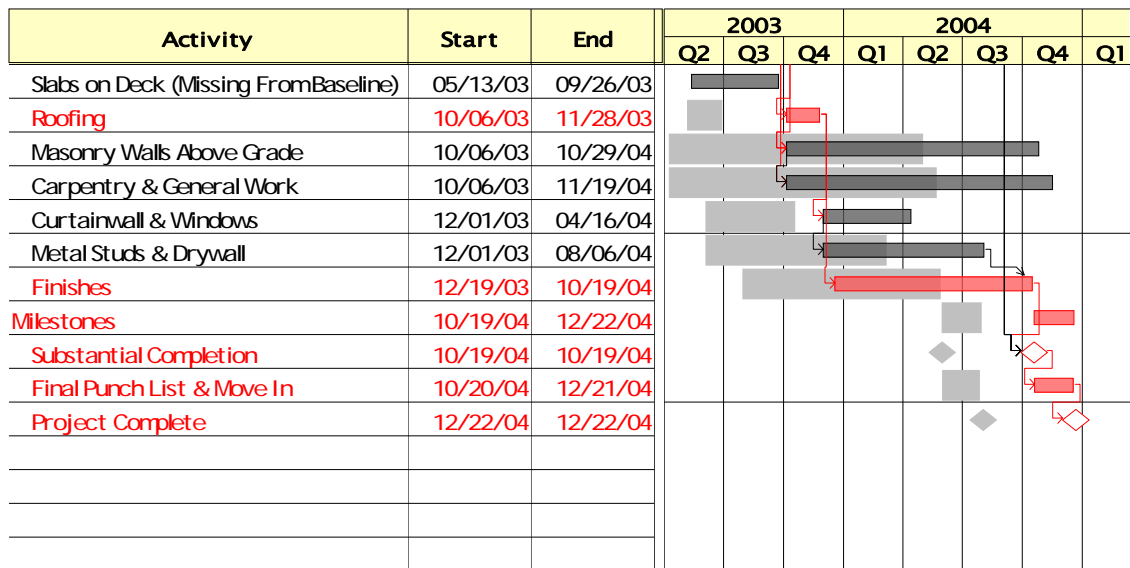 Activity Start End 2003 2004
Q2 Q3 Q4 Q1 Q2 Q3 Q4 Q1
Slabs on Deck (Missing From Baseline) 05/13/03 09/26/03
Roofing 10/06/03 11/28/03
Masonry Walls Above Grade 10/06/03 10/29/04
Carpentry & General Work 10/06/03 11/19/04
Curtainwall & Windows 12/01/03 04/16/04
Metal Studs & Drywall 12/01/03 08/06/04
Finishes 12/19/03 10/19/04
Milestones 10/19/04 12/22/04
Substantial Completion 10/19/04 10/19/04
Final Punch List & Move In 10/20/04 12/21/04
Project Complete 12/22/04 12/22/04